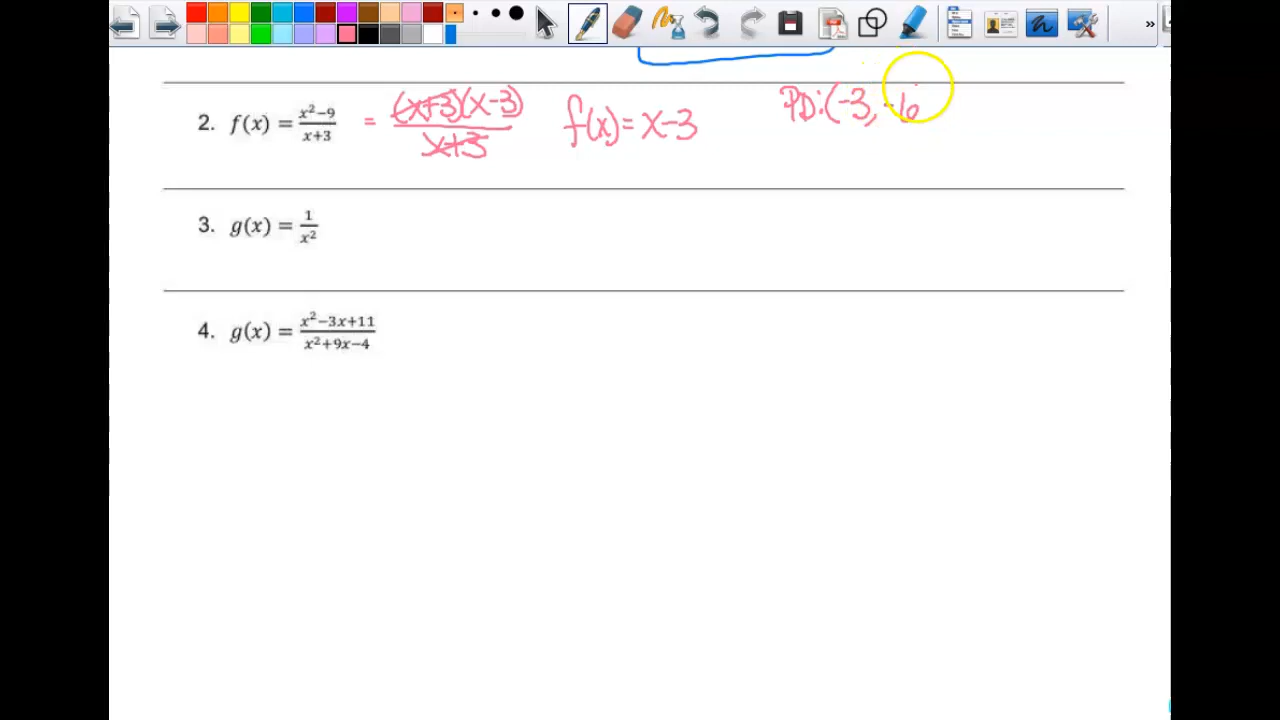 2. f(x) = x²−9 / x+3 = (x+3)(x-3) / x+3 f(x) = x-3 PD: (-3, -6
3. g(x) = 1 / x²
4. g(x) = x²−3x+11 / x²+9x−4